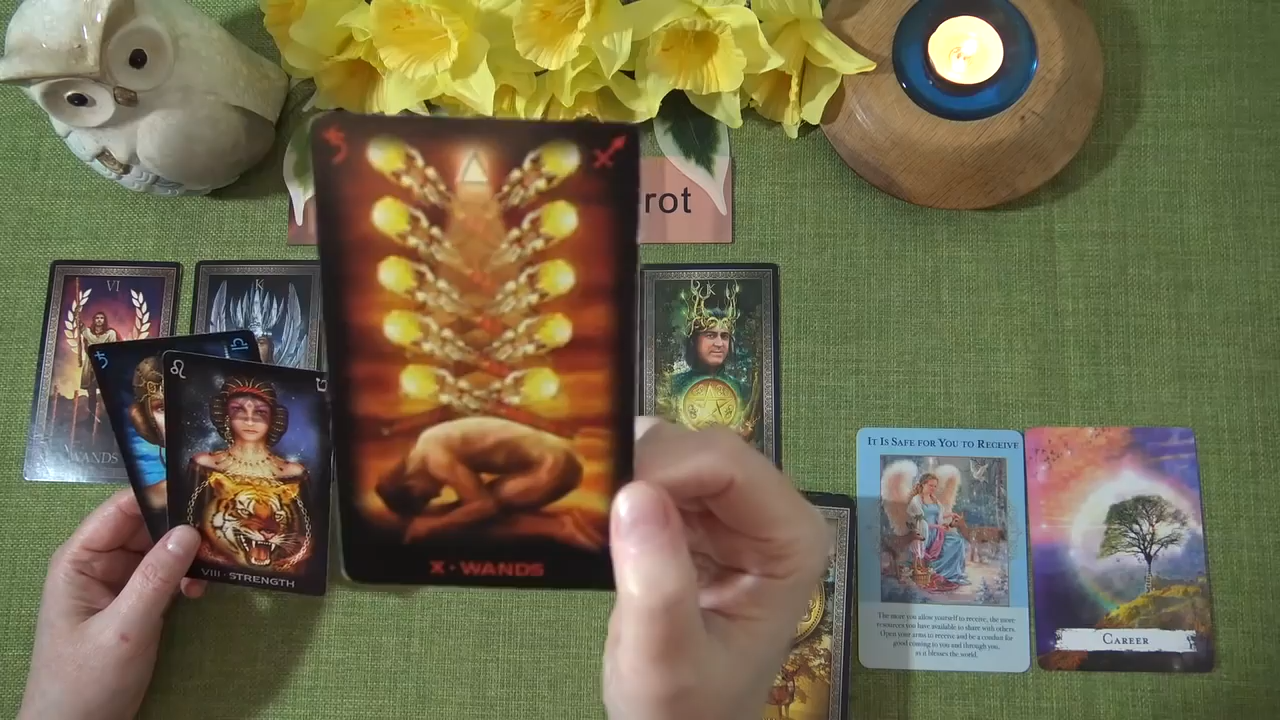 rot
VI
K
K
WANDS
VIII · STRENGTH
X · WANDS
IT IS SAFE FOR YOU TO RECEIVE
The more you allow yourself to receive, the more
resources you have available to share with others.
Open your arms to receive and be a conduit for
good coming to you and through you,
as it blesses the world.
CAREER